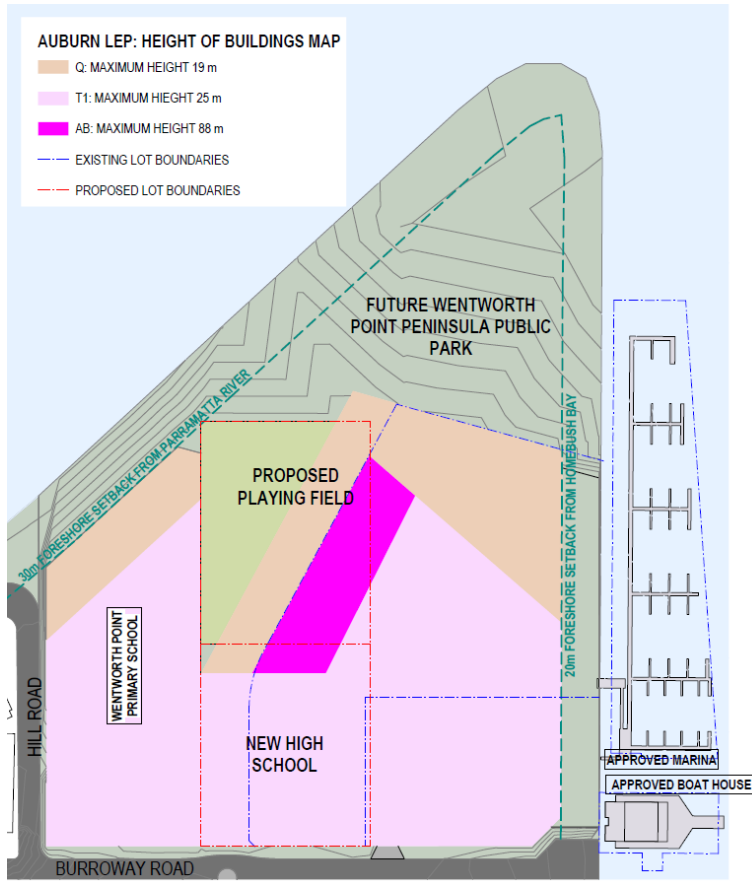 AUBURN LEP: HEIGHT OF BUILDINGS MAP
Q: MAXIMUM HEIGHT 19 m
T1: MAXIMUM HIEGHT 25 m
AB: MAXIMUM HEIGHT 88 m
EXISTING LOT BOUNDARIES
PROPOSED LOT BOUNDARIES
FUTURE WENTWORTH
POINT PENINSULA PUBLIC
PARK
30m FORESHORE SETBACK FROM PARRAMATTA RIVER
PROPOSED
PLAYING FIELD
20m FORESHORE SETBACK FROM HOMEBUSH BAY
WENTWORTH POINT
PRIMARY SCHOOL
HILL ROAD
NEW HIGH
SCHOOL
APPROVED MARINA
APPROVED BOAT HOUSE
BURROWAY ROAD